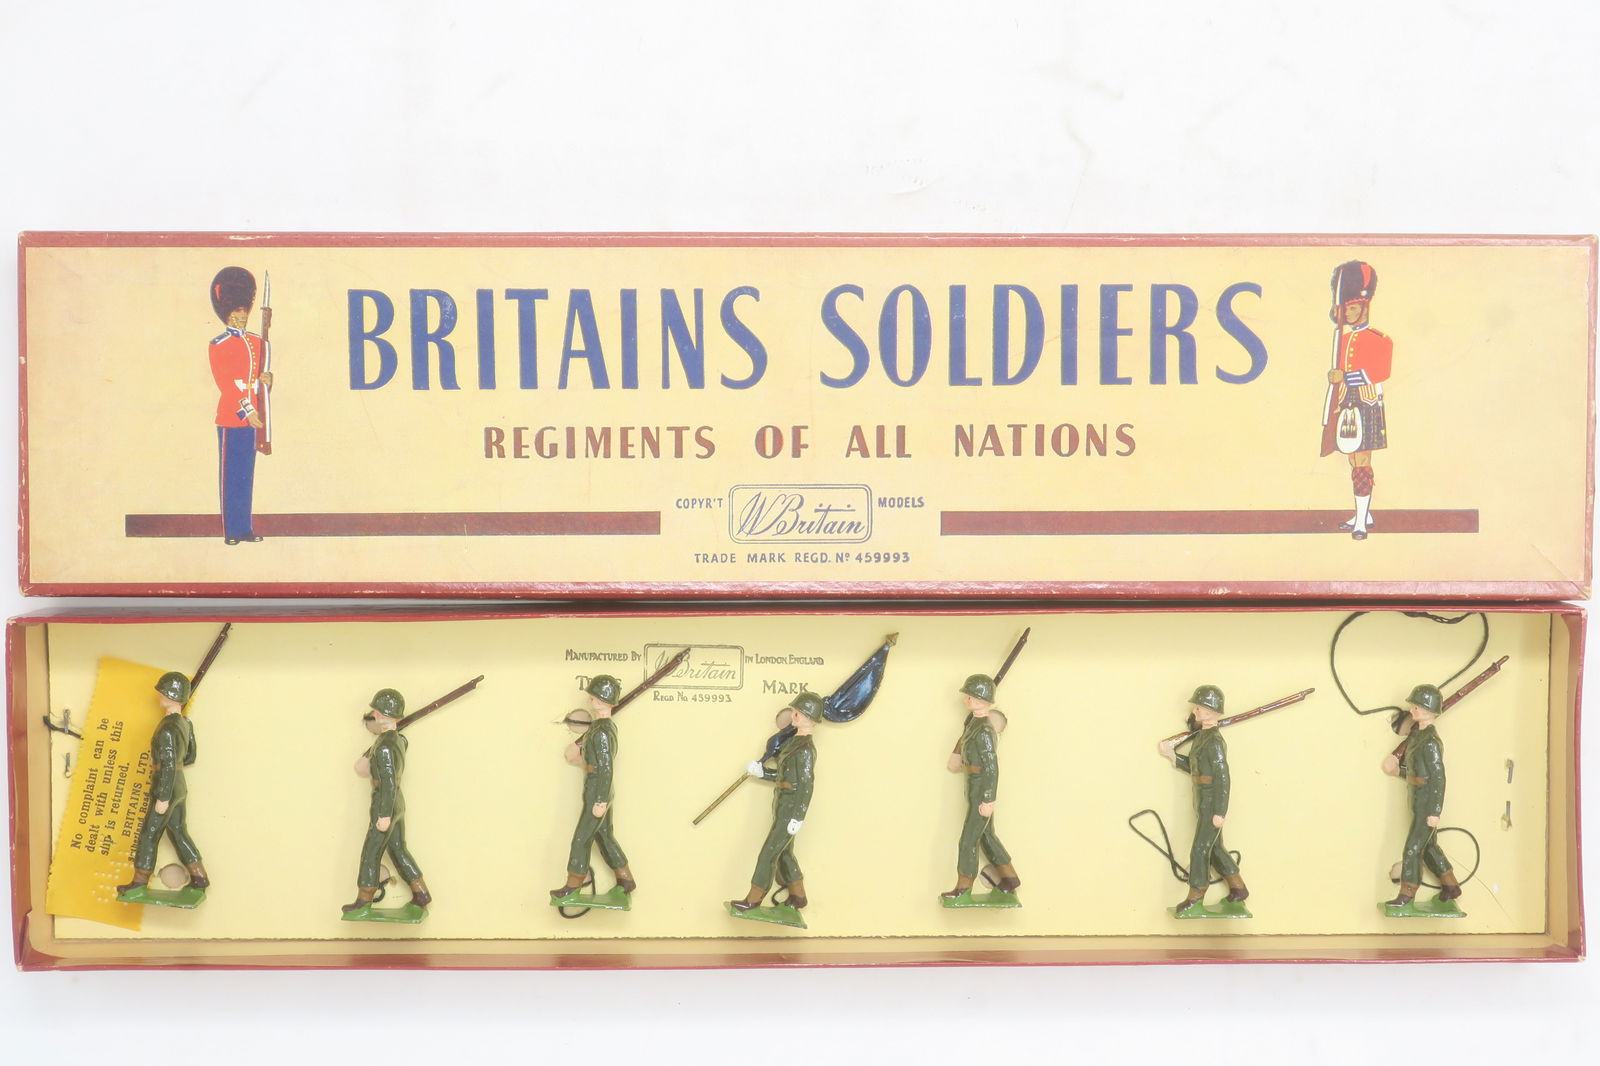 BRITAINS SOLDIERS
REGIMENTS OF ALL NATIONS
COPYR'T W Britain MODELS
TRADE MARK REGD. Nº 459993
MANUFACTURED BY W Britain IN LONDON, ENGLAND
MARK
REGD No 459993
No complaint can be
dealt with unless this
slip is returned.
BRITAINS LTD.
Road